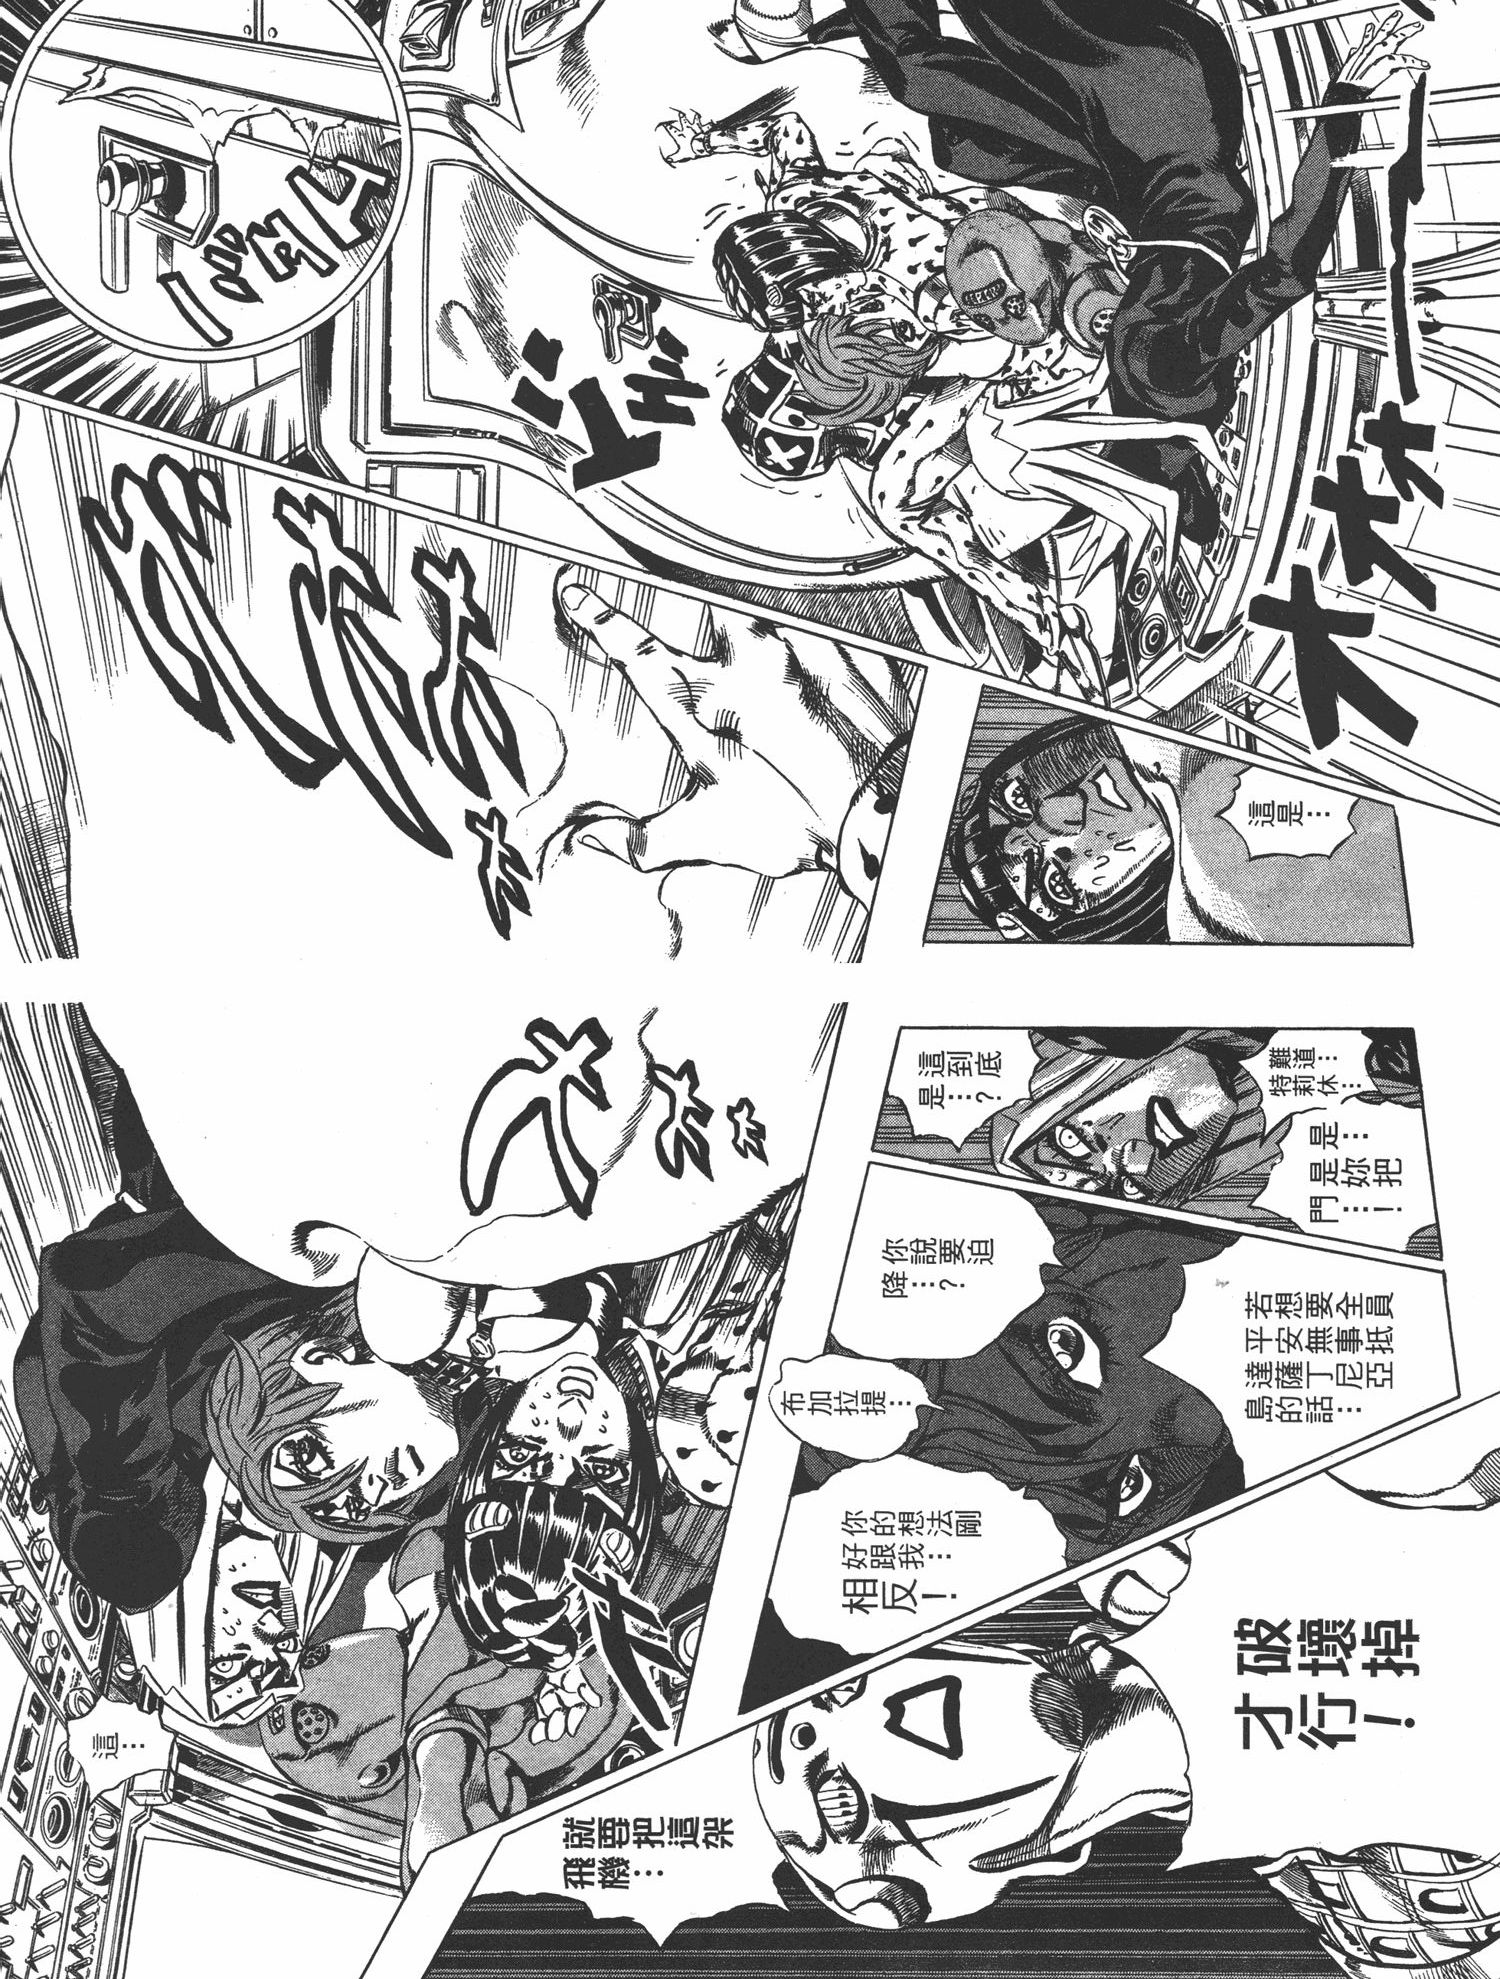 這是…
這…
這到底
是…?
難道…
特莉休…
是…
是妳把
門…!
布加拉提…
你說要迫
降…?
若想要全員
平安無事抵
達薩丁尼亞
島的話…
你的想法剛
好跟我…
相反!
就要把這架
飛機…
破壞掉
才行!